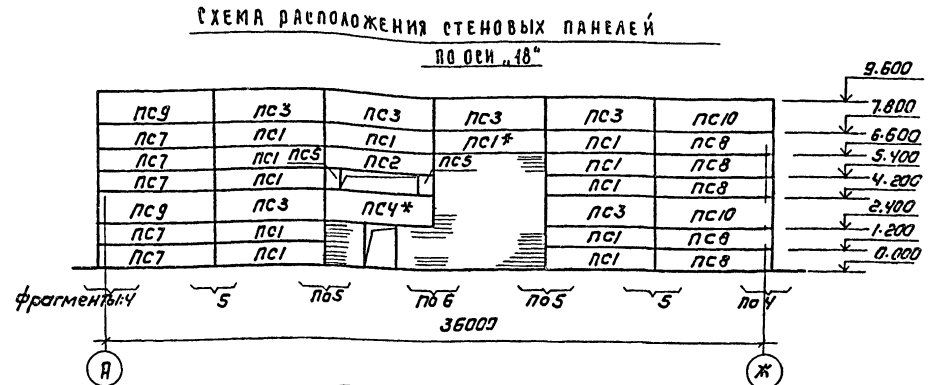 СХЕМА РАСПОЛОЖЕНИЯ СТЕНОВЫХ ПАНЕЛЕЙ
ПО ОСИ „18"
9.600
ПС9 ПС3 ПС3 ПС3 ПС3 ПС10 7.800
ПС7 ПС1 ПС1 ПС1* ПС1 ПС8 6.600
ПС7 ПС1 ПС5 ПС2 ПС5 ПС1 ПС8 5.400
ПС7 ПС1 ПС1 ПС8 4.200
ПС9 ПС3 ПС4* ПС3 ПС10 2.400
ПС7 ПС1 ПС1 ПС8 1.200
ПС7 ПС1 ПС1 ПС8 0.000
фрагменты:4 5 по5 по6 по5 5 по4
36000
А Ж